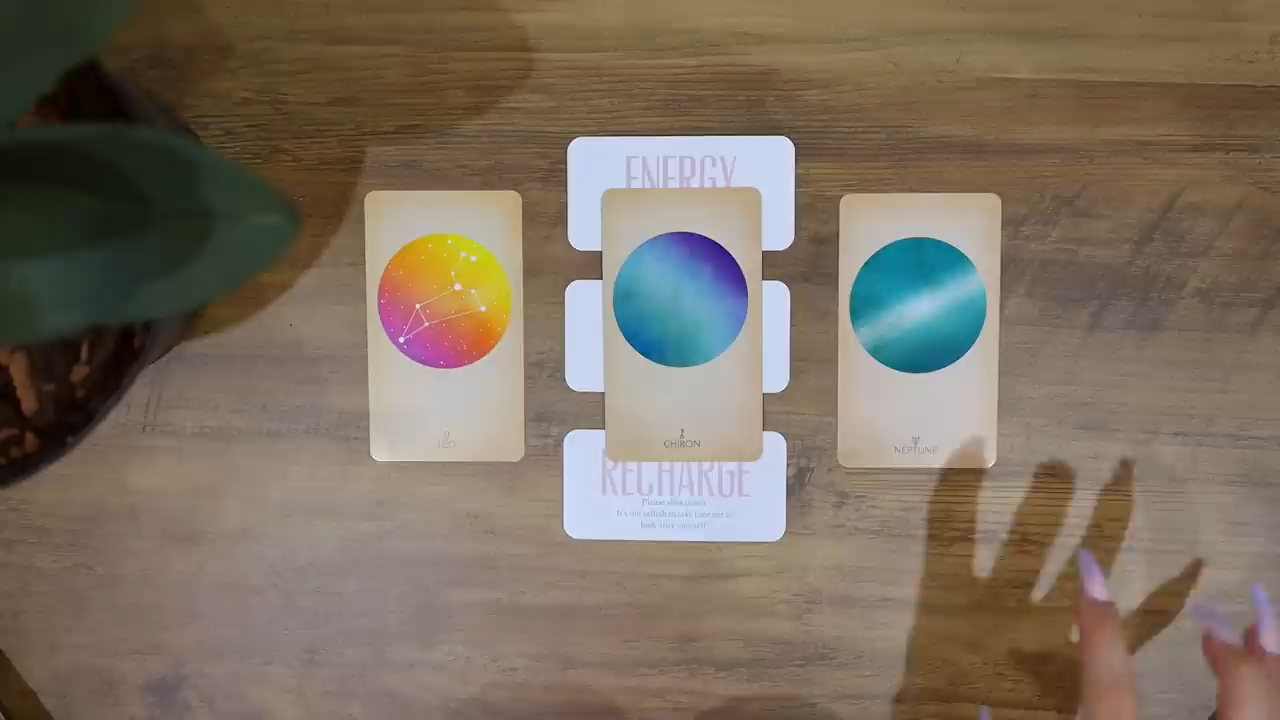 ENERGY
LEO
CHIRON
NEPTUNE
RECHARGE
Please slow down
It's not selfish to take time out to
look after yourself